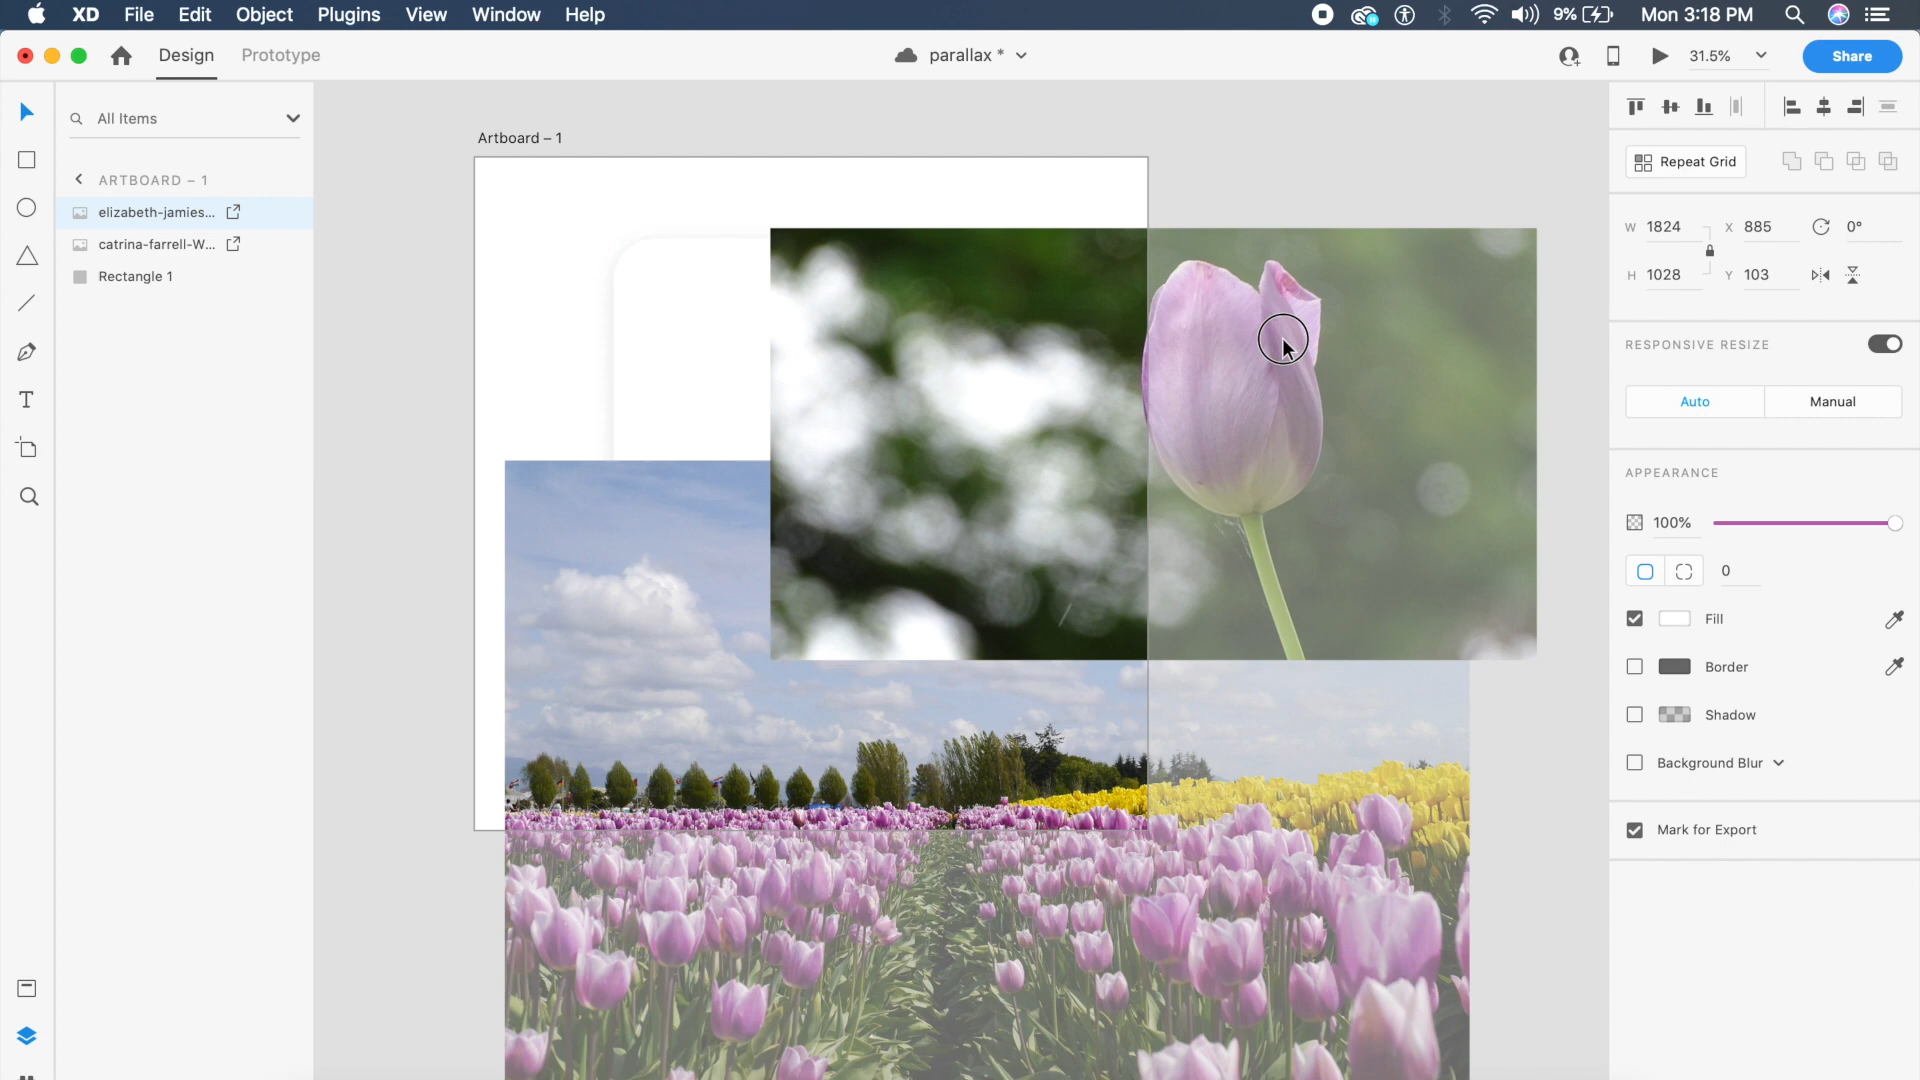 XD File Edit Object Plugins View Window Help 9% Mon 3:18 PM
Design Prototype parallax * 31.5% Share
All Items
Artboard – 1
ARTBOARD – 1
elizabeth-jamies...
catrina-farrell-W...
Rectangle 1
T
Repeat Grid
W 1824 X 885 0°
H 1028 Y 103
RESPONSIVE RESIZE
Auto Manual
APPEARANCE
100%
0
Fill
Border
Shadow
Background Blur
Mark for Export